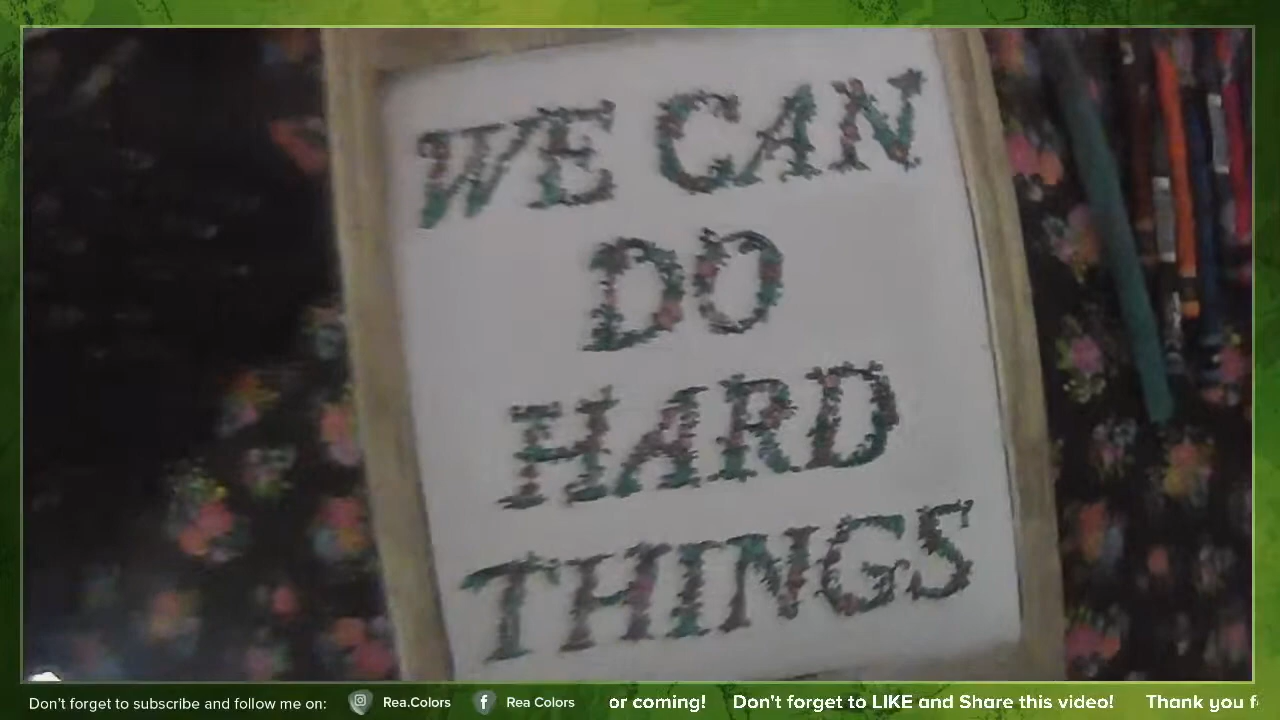 WE CAN
DO
HARD
THINGS
Don't forget to subscribe and follow me on: Rea.Colors Rea Colors or coming! Don't forget to LIKE and Share this video! Thank you f